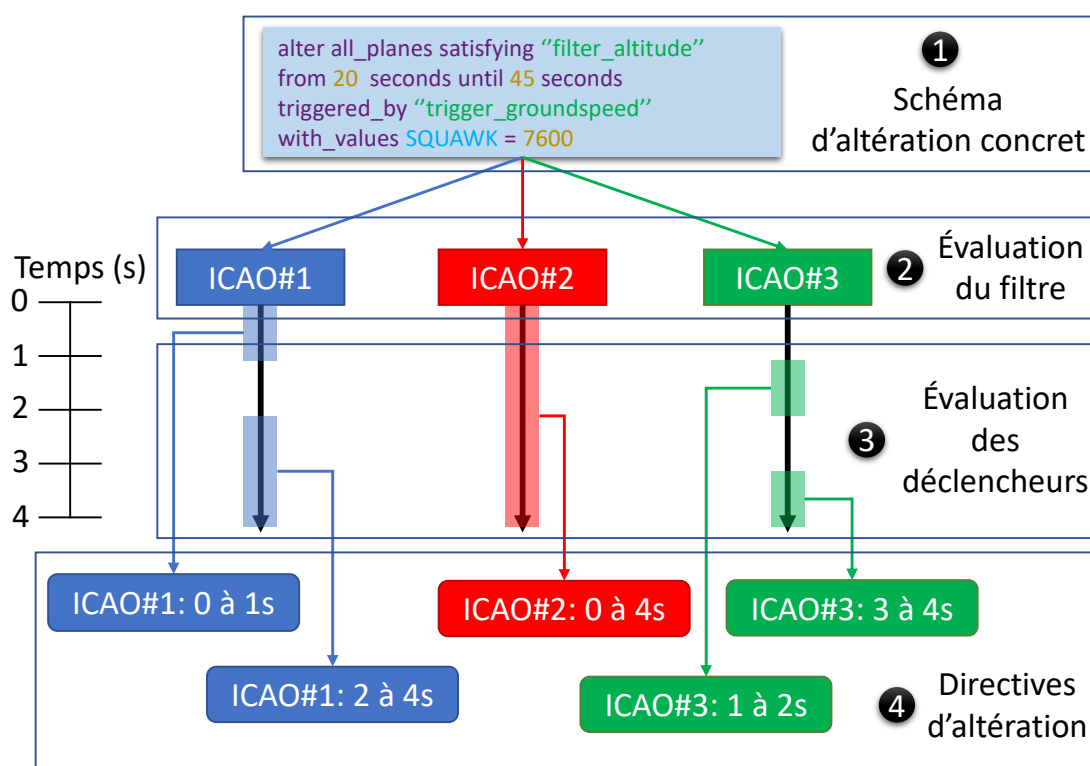 alter all_planes satisfying ‘’filter_altitude’’
from 20 seconds until 45 seconds
triggered_by ‘’trigger_groundspeed’’
with_values SQUAWK = 7600
1
Schéma
d’altération concret
Temps (s)
0
1
2
3
4
ICAO#1
ICAO#2
ICAO#3
2
Évaluation
du filtre
3
Évaluation
des
déclencheurs
ICAO#1: 0 à 1s
ICAO#2: 0 à 4s
ICAO#3: 3 à 4s
ICAO#1: 2 à 4s
ICAO#3: 1 à 2s
4
Directives
d’altération